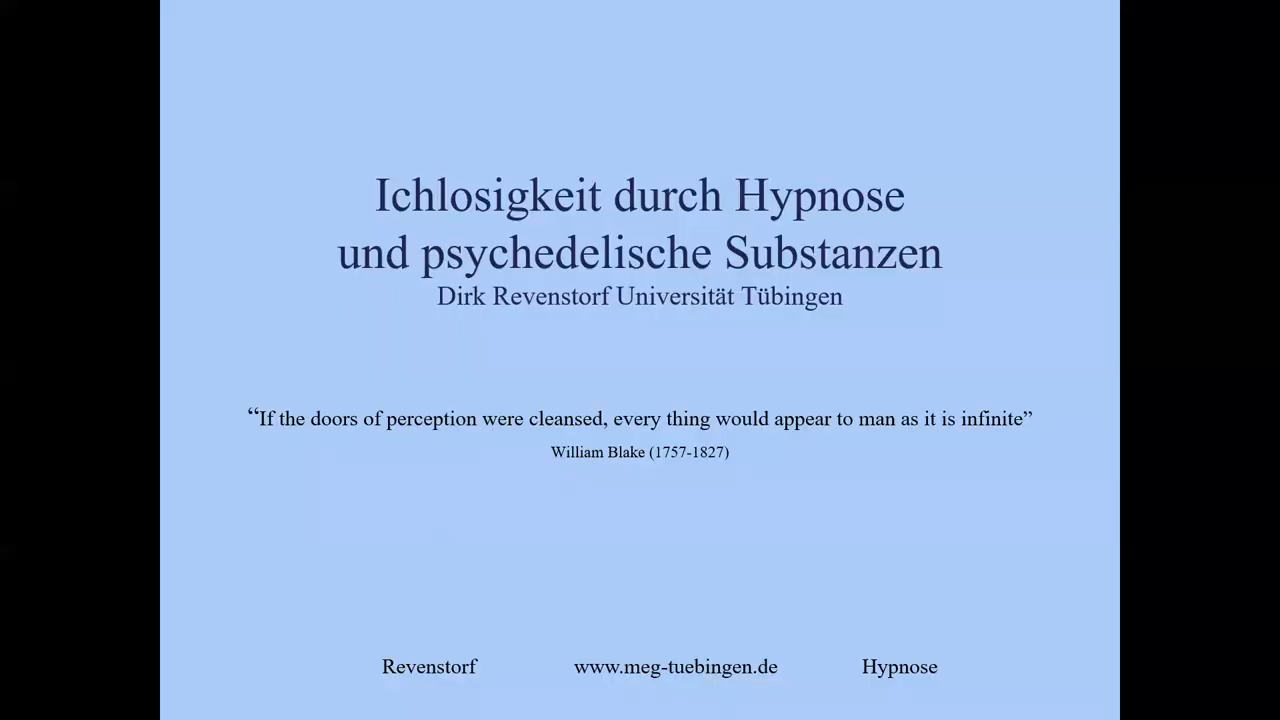 Ichlosigkeit durch Hypnose
und psychedelische Substanzen
Dirk Revenstorf Universität Tübingen
“If the doors of perception were cleansed, every thing would appear to man as it is infinite”
William Blake (1757-1827)
Revenstorf www.meg-tuebingen.de Hypnose